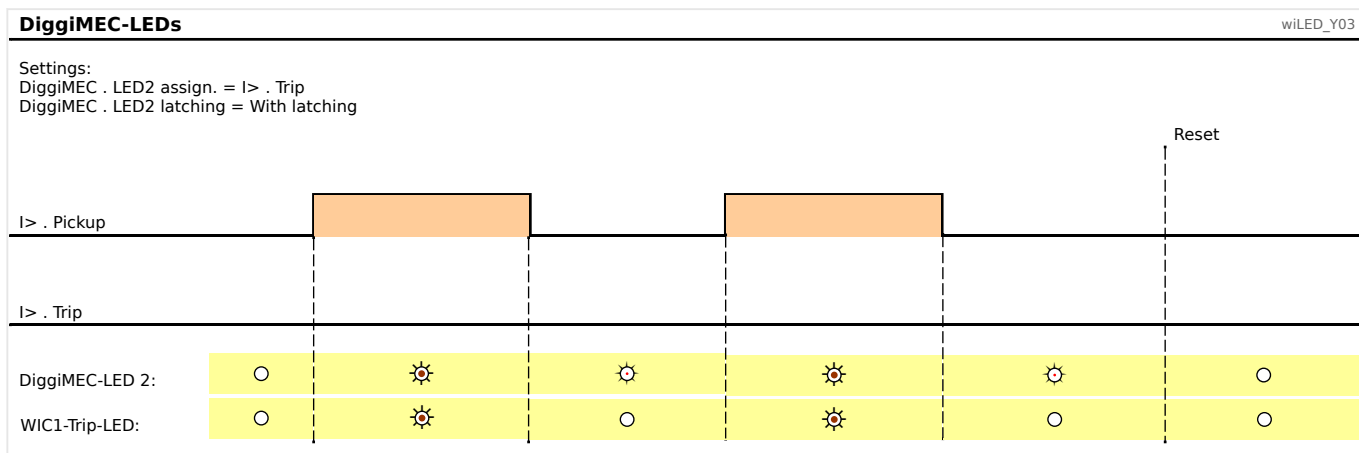 DiggiMEC-LEDs
wiLED_Y03
Settings:
DiggiMEC . LED2 assign. = I> . Trip
DiggiMEC . LED2 latching = With latching
Reset
I> . Pickup
I> . Trip
DiggiMEC-LED 2:
WIC1-Trip-LED: